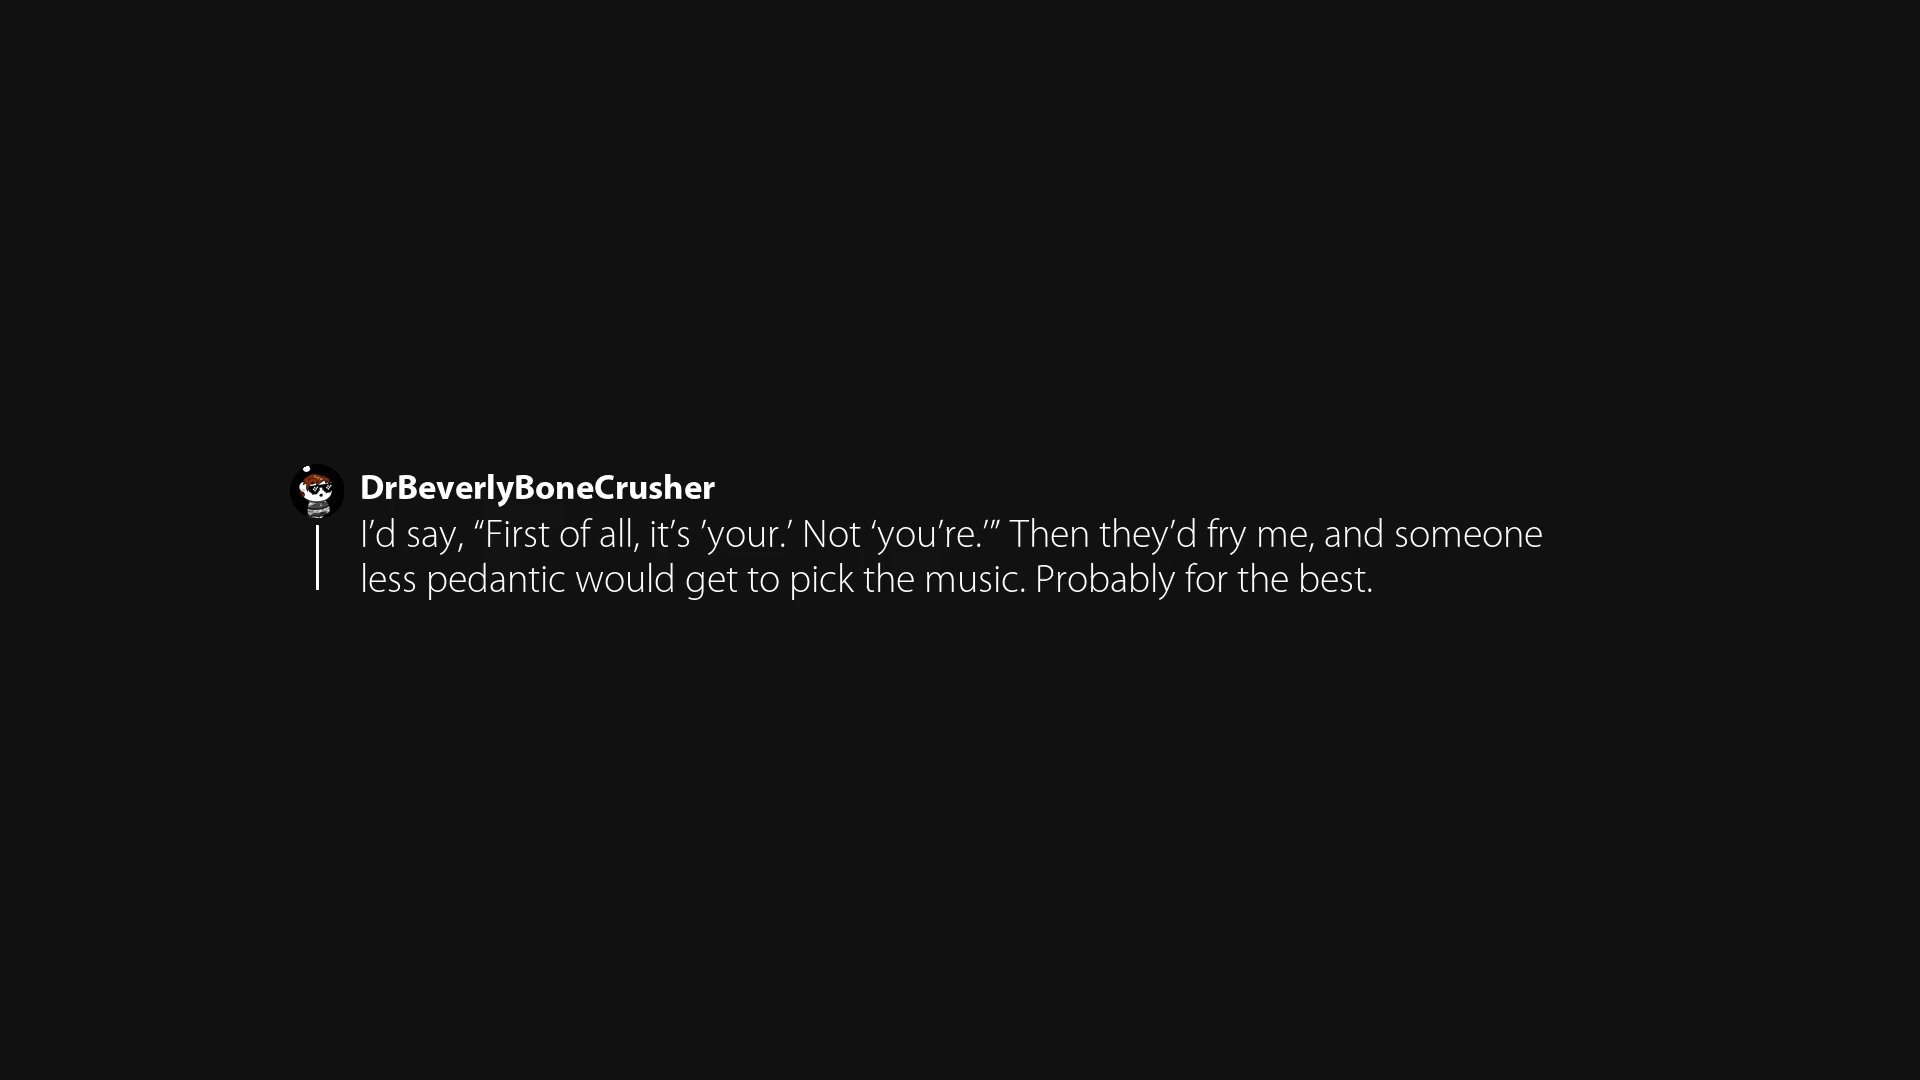 DrBeverlyBoneCrusher
I’d say, “First of all, it’s ’your.’ Not ‘you’re.’” Then they’d fry me, and someone
less pedantic would get to pick the music. Probably for the best.